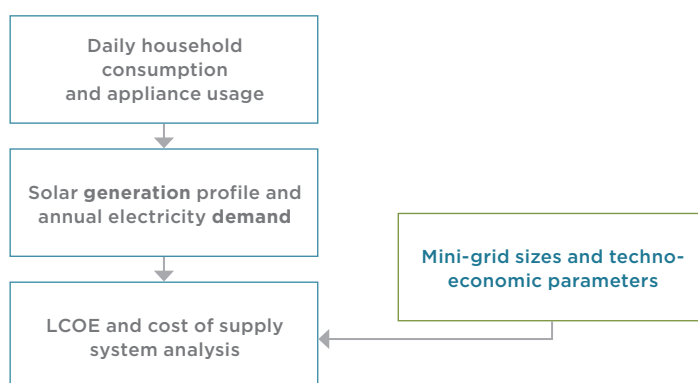 Daily household
consumption
and appliance usage
Solar generation profile and
annual electricity demand
Mini-grid sizes and techno-
economic parameters
LCOE and cost of supply
system analysis